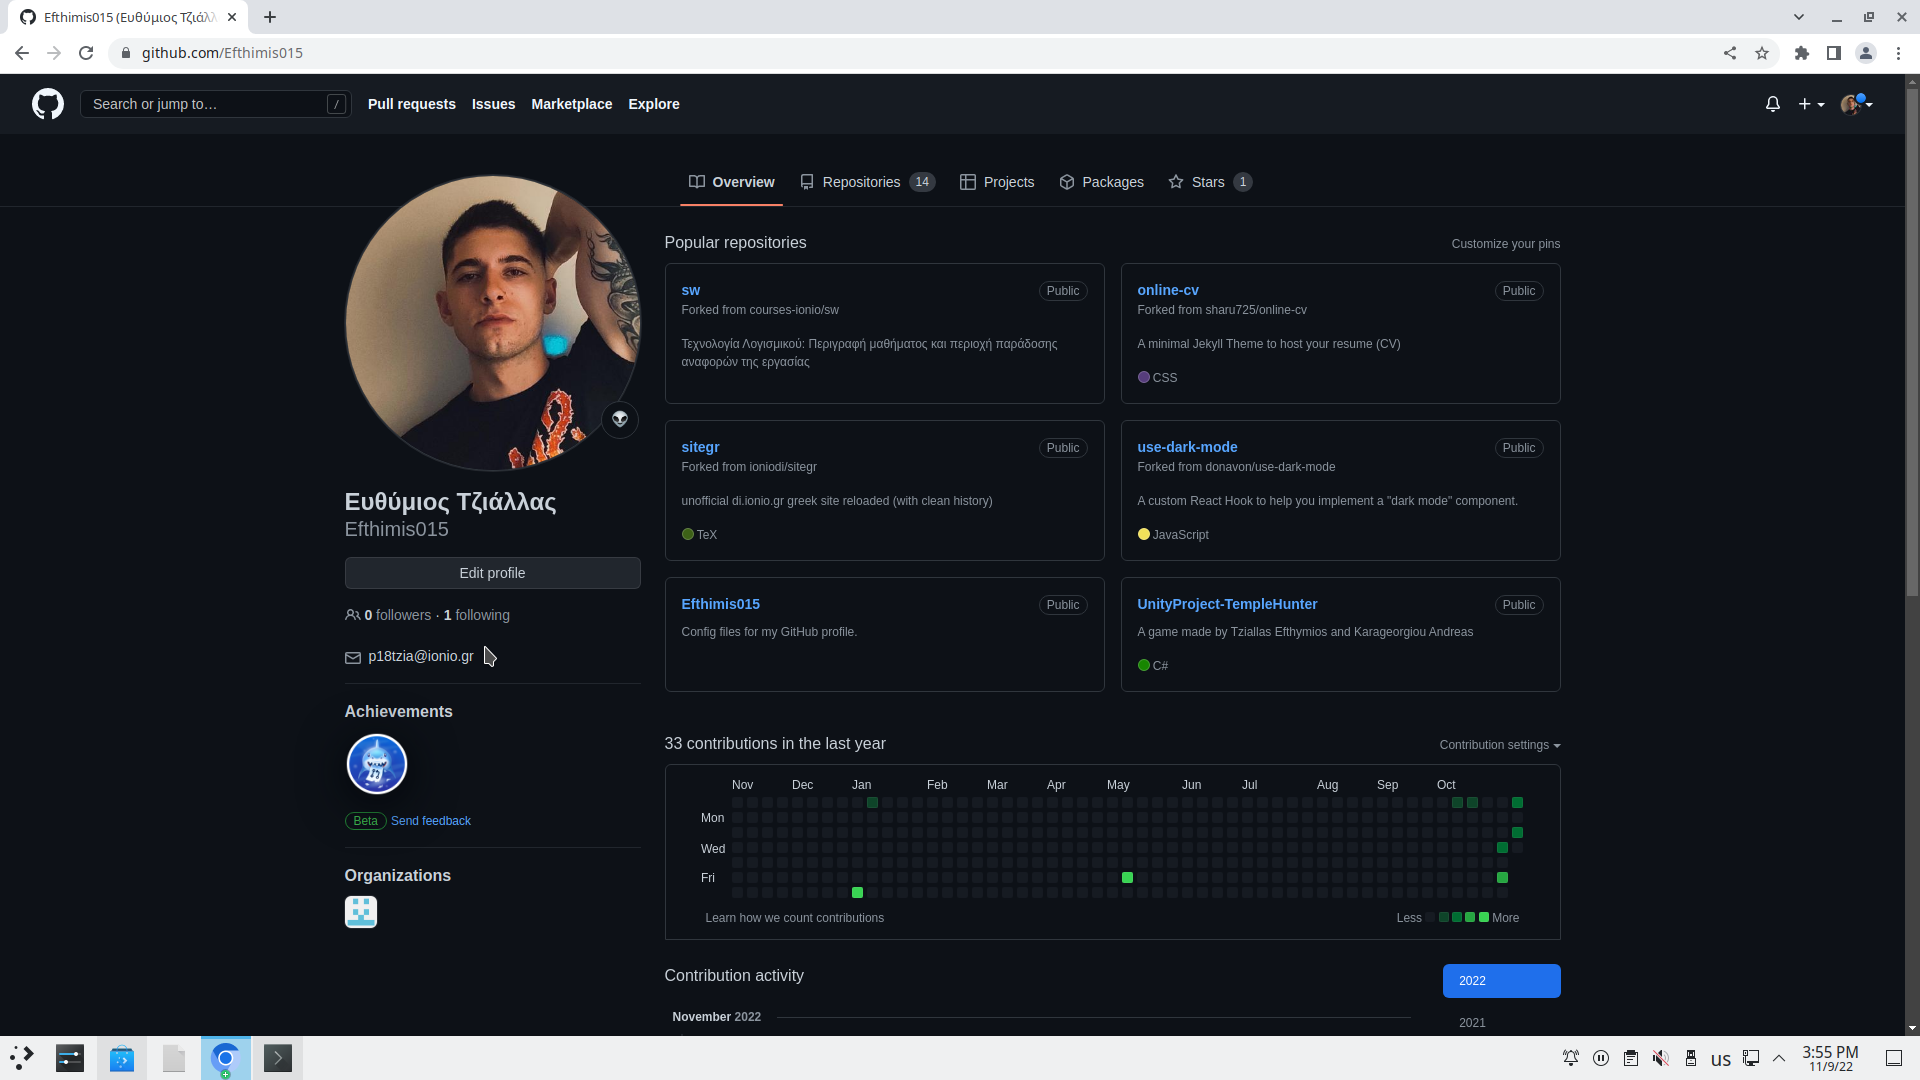 Efthimis015 (Ευθύμιος Τζιάλλ
github.com/Efthimis015
Search or jump to…
/
Pull requests
Issues
Marketplace
Explore
Overview
Repositories 14
Projects
Packages
Stars 1
Ευθύμιος Τζιάλλας
Efthimis015
Edit profile
0 followers · 1 following
p18tzia@ionio.gr
Achievements
Beta Send feedback
Organizations
Popular repositories
Customize your pins
sw
Public
Forked from courses-ionio/sw
Τεχνολογία Λογισμικού: Περιγραφή μαθήματος και περιοχή παράδοσης
αναφορών της εργασίας
online-cv
Public
Forked from sharu725/online-cv
A minimal Jekyll Theme to host your resume (CV)
CSS
sitegr
Public
Forked from ioniodi/sitegr
unofficial di.ionio.gr greek site reloaded (with clean history)
TeX
use-dark-mode
Public
Forked from donavon/use-dark-mode
A custom React Hook to help you implement a "dark mode" component.
JavaScript
Efthimis015
Public
Config files for my GitHub profile.
UnityProject-TempleHunter
Public
A game made by Tziallas Efthymios and Karageorgiou Andreas
C#
33 contributions in the last year
Contribution settings
Nov Dec Jan Feb Mar Apr May Jun Jul Aug Sep Oct
Mon
Wed
Fri
Learn how we count contributions
Less More
Contribution activity
2022
November 2022
2021
us
3:55 PM
11/9/22